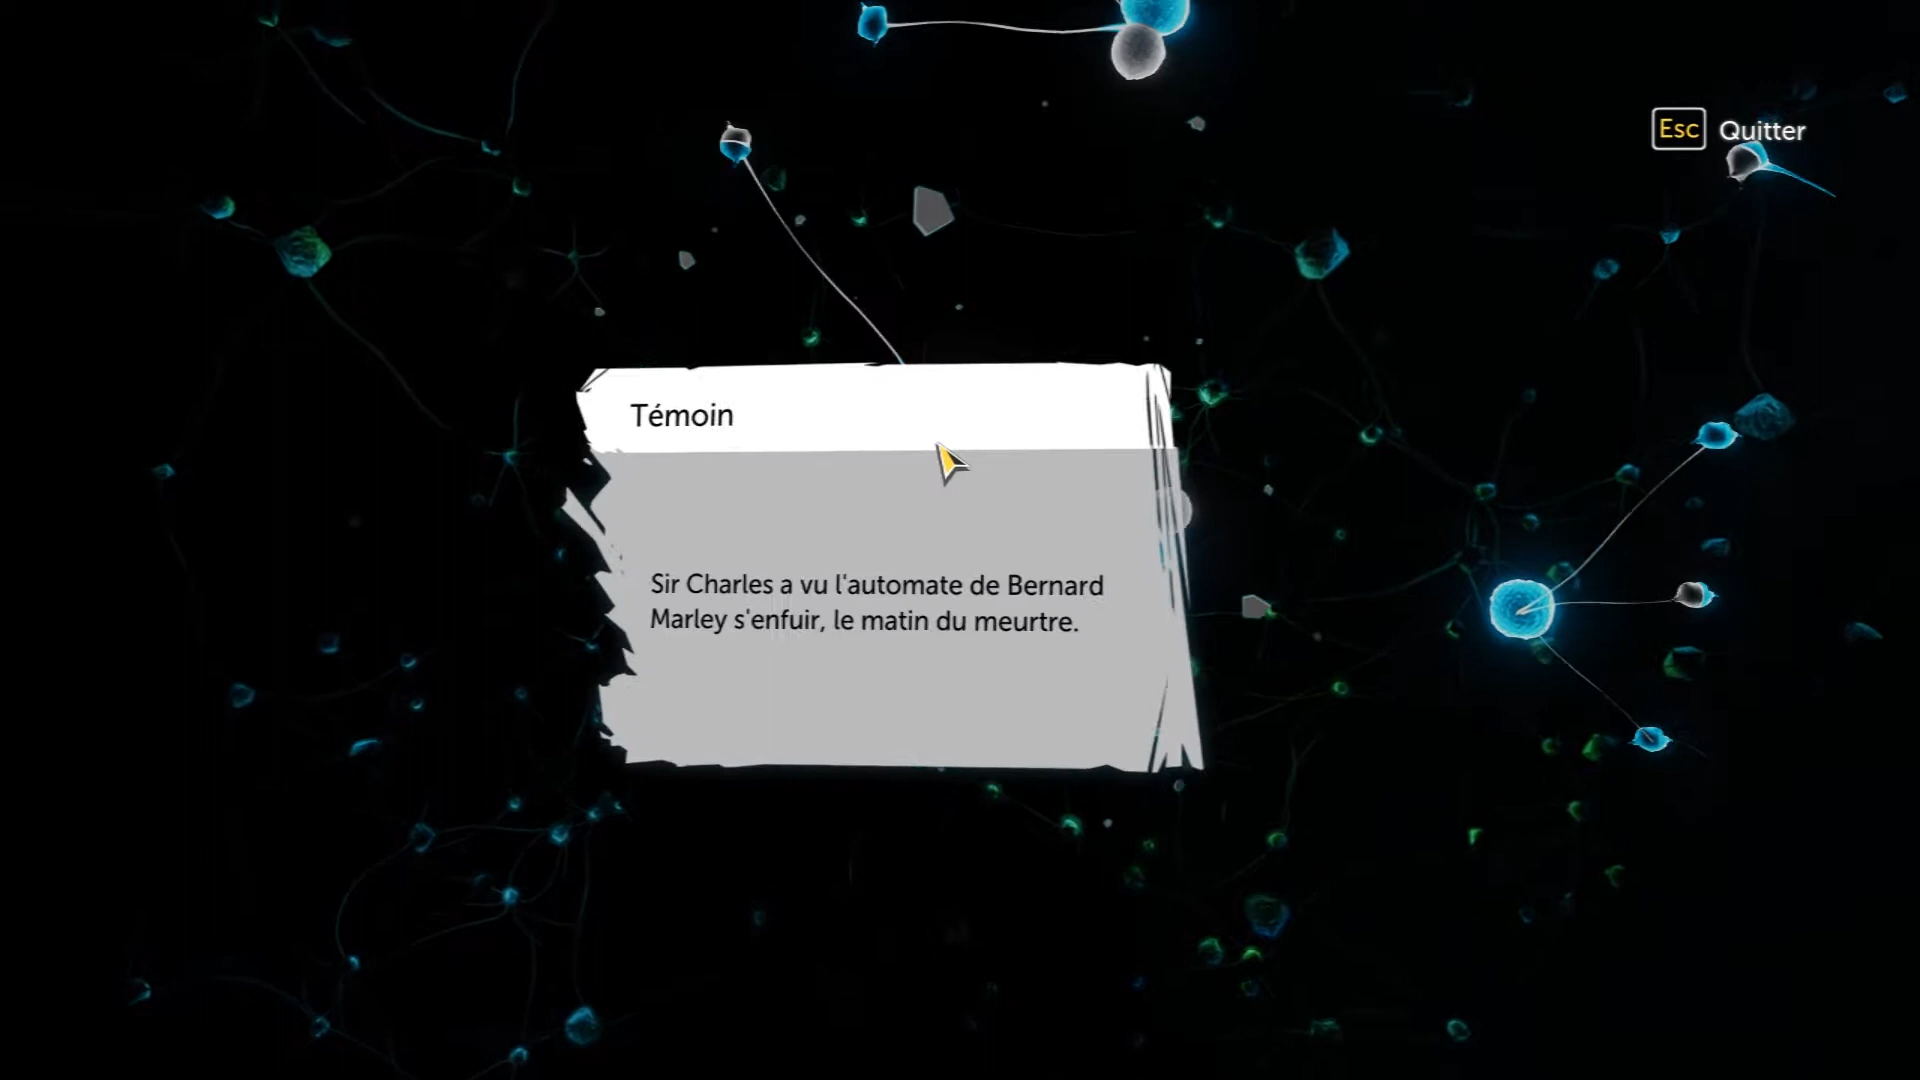 Esc Quitter
Témoin
Sir Charles a vu l'automate de Bernard
Marley s'enfuir, le matin du meurtre.